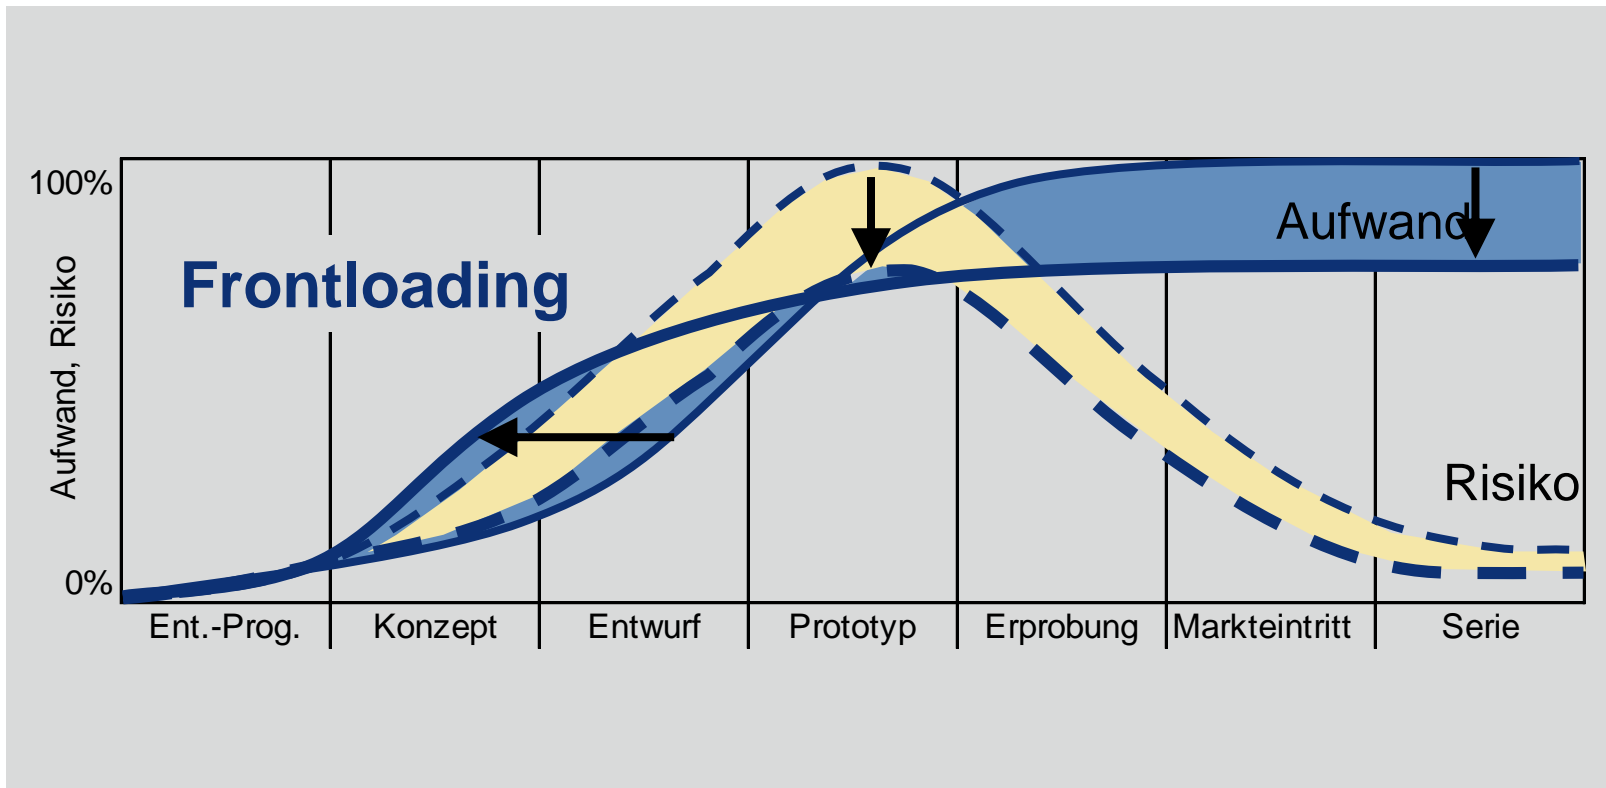 100%
Aufwand
Frontloading
Aufwand, Risiko
Risiko
0%
Ent.-Prog.
Konzept
Entwurf
Prototyp
Erprobung
Markteintritt
Serie